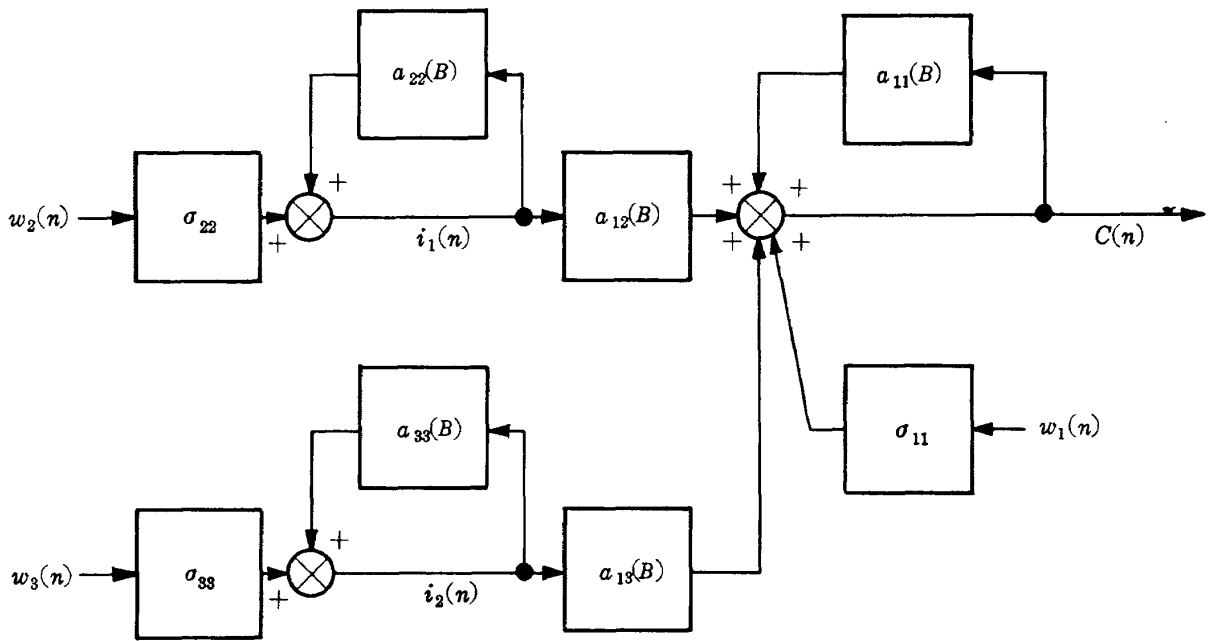 a₂₂(B)
a₁₁(B)
w₂(n)
σ₂₂
+
+
i₁(n)
a₁₂(B)
+
+
+
+
C(n)
a₃₃(B)
σ₁₁
w₁(n)
w₃(n)
σ₃₃
+
+
i₂(n)
a₁₃(B)